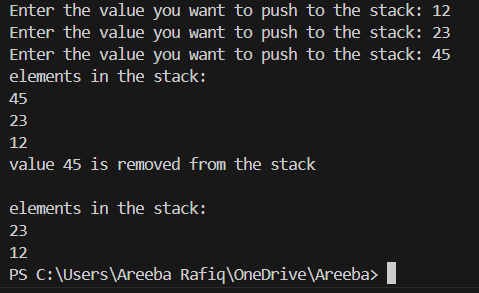 Enter the value you want to push to the stack: 12
Enter the value you want to push to the stack: 23
Enter the value you want to push to the stack: 45
elements in the stack:
45
23
12
value 45 is removed from the stack
elements in the stack:
23
12
PS C:\Users\Areeba Rafiq\OneDrive\Areeba>